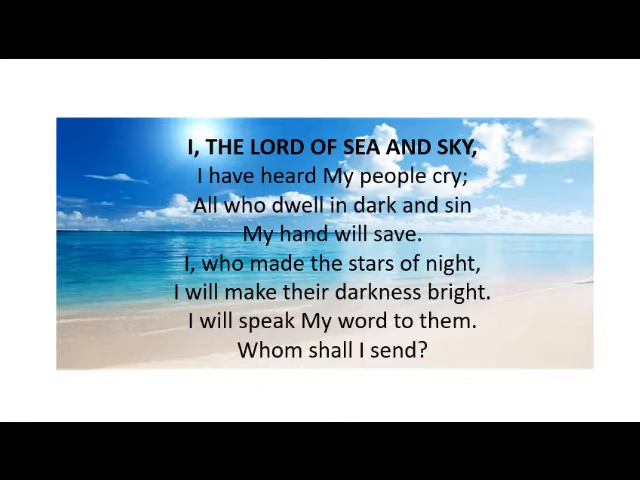 I, THE LORD OF SEA AND SKY,
I have heard My people cry;
All who dwell in dark and sin
My hand will save.
I, who made the stars of night,
I will make their darkness bright.
I will speak My word to them.
Whom shall I send?